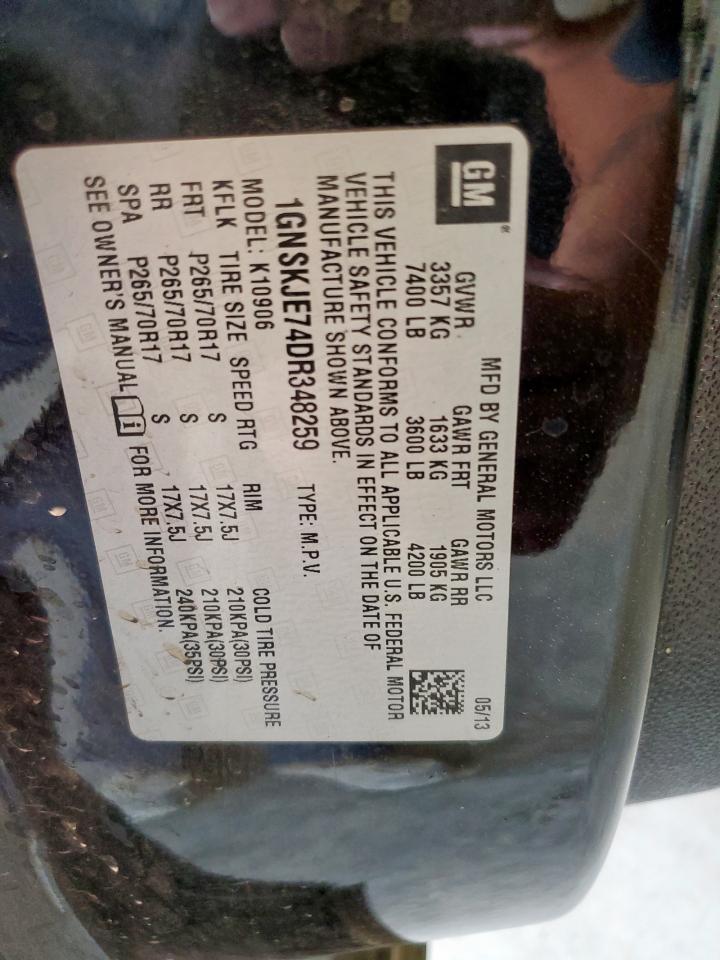 GM
MFD BY GENERAL MOTORS LLC 05/13
GVWR GAWR FRT GAWR RR
3357 KG 1633 KG 1905 KG
7400 LB 3600 LB 4200 LB
THIS VEHICLE CONFORMS TO ALL APPLICABLE U.S. FEDERAL MOTOR
VEHICLE SAFETY STANDARDS IN EFFECT ON THE DATE OF
MANUFACTURE SHOWN ABOVE.
1GNSKJE74DR348259 TYPE: M.P.V.
MODEL: K10906
KFLK TIRE SIZE SPEED RTG RIM COLD TIRE PRESSURE
FRT P265/70R17 S 17X7.5J 210KPA(30PSI)
RR P265/70R17 S 17X7.5J 210KPA(30PSI)
SPA P265/70R17 S 17X7.5J 240KPA(35PSI)
SEE OWNER'S MANUAL FOR MORE INFORMATION.